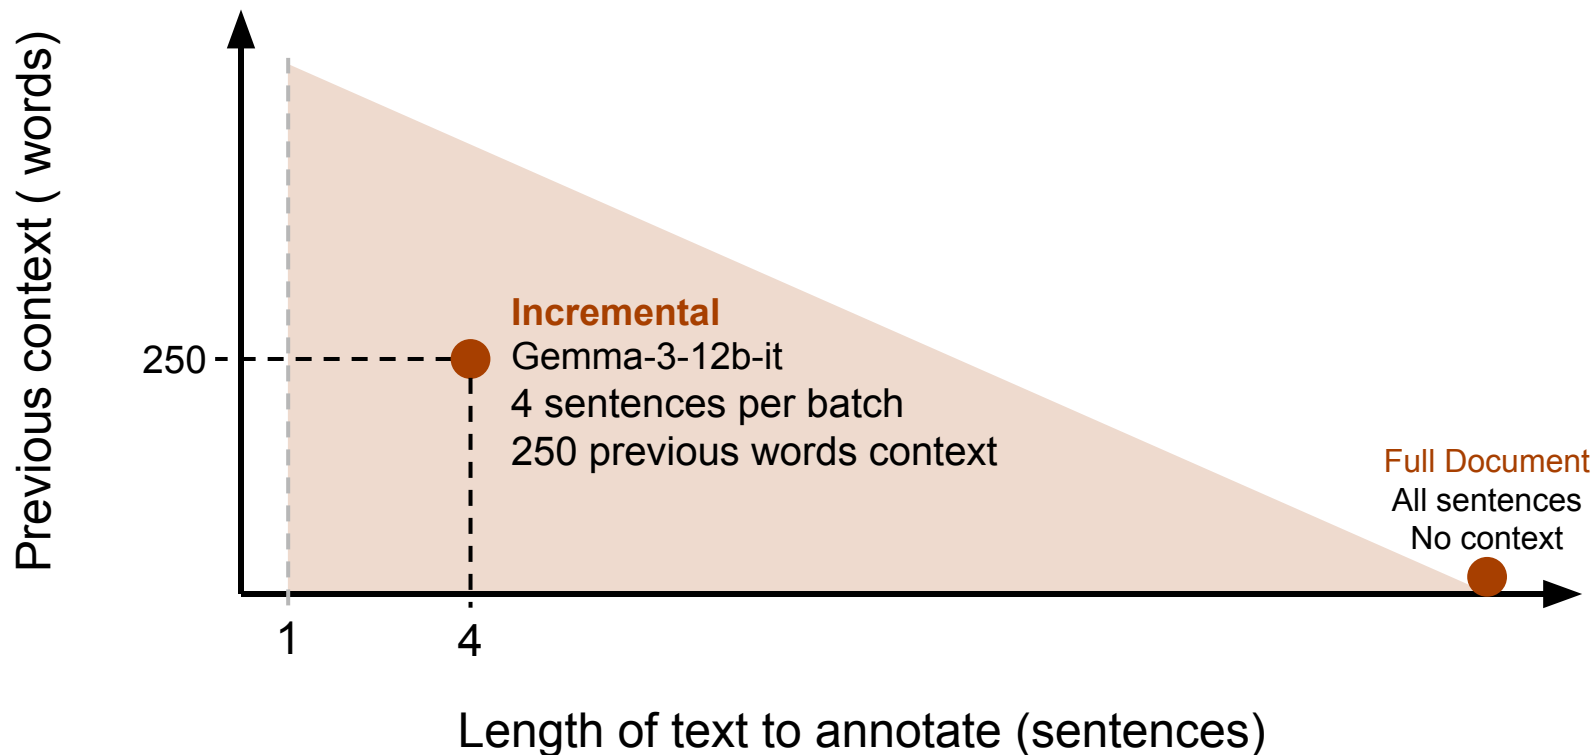 Previous context ( words)
250
Incremental
Gemma-3-12b-it
4 sentences per batch
250 previous words context
Full Document
All sentences
No context
1
4
Length of text to annotate (sentences)